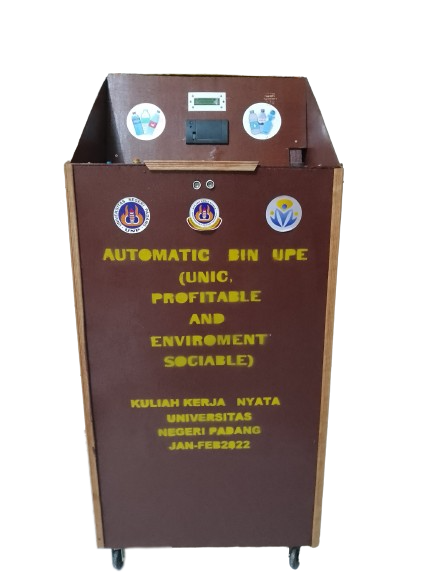 AUTOMATIC BIN UPE
(UNIC,
PROFITABLE
AND
ENVIROMENT
SOCIABLE)
KULIAH KERJA NYATA
UNIVERSITAS
NEGERI PADANG
JAN-FEB2022